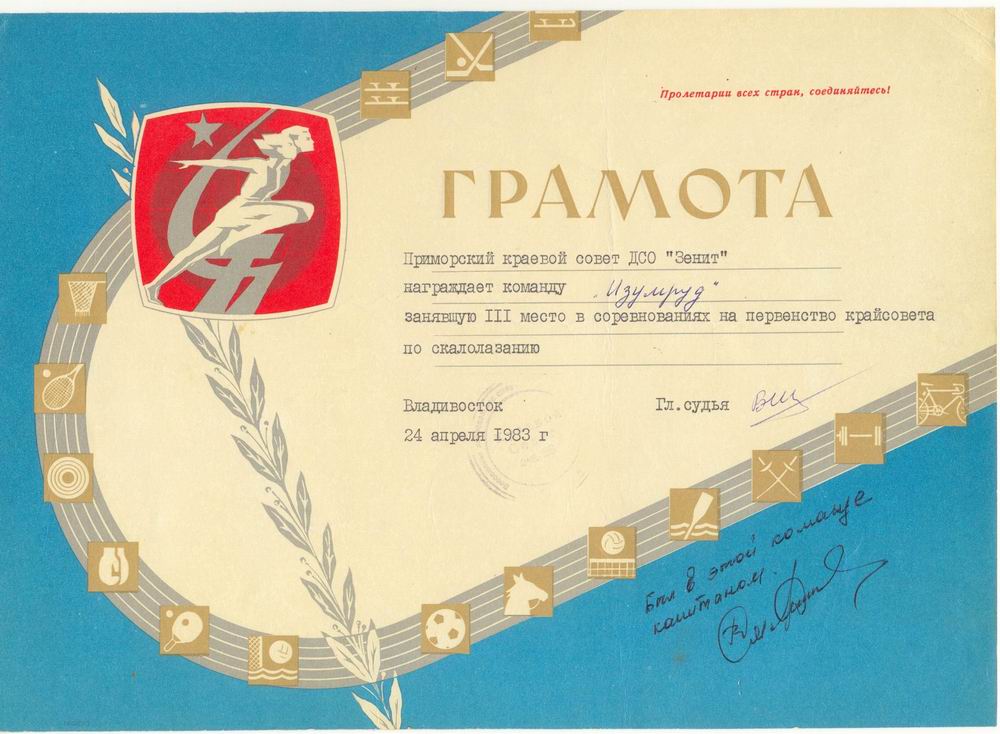 Пролетарии всех стран, соединяйтесь!
ГРАМОТА
Приморский краевой совет ДСО "Зенит"
награждает команду „Изумруд"
занявшую III место в соревнованиях на первенство крайсовета
по скалолазанию
Владивосток Гл.судья
24 апреля 1983 г
Был в этой команде
капитаном!